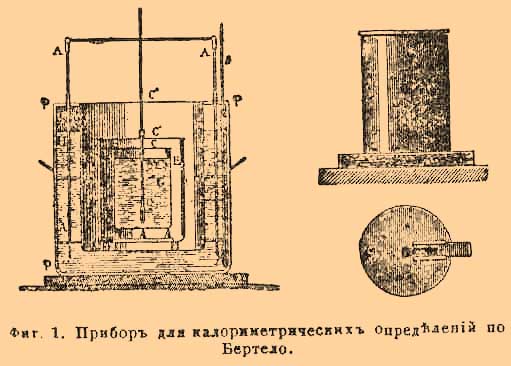 A
A
B
P
C"
P
C'
C
E
P
Фиг. 1. Приборъ для калориметрическихъ опредѣленій по
Бертело.